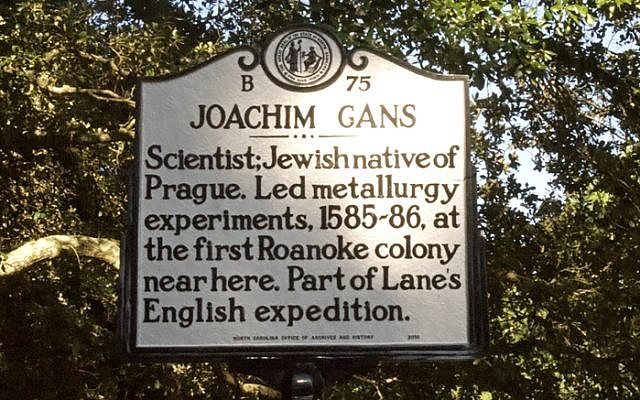 B 75
JOACHIM GANS
Scientist; Jewish native of
Prague. Led metallurgy
experiments, 1585-86, at
the first Roanoke colony
near here. Part of Lane's
English expedition.
NORTH CAROLINA OFFICE OF ARCHIVES AND HISTORY